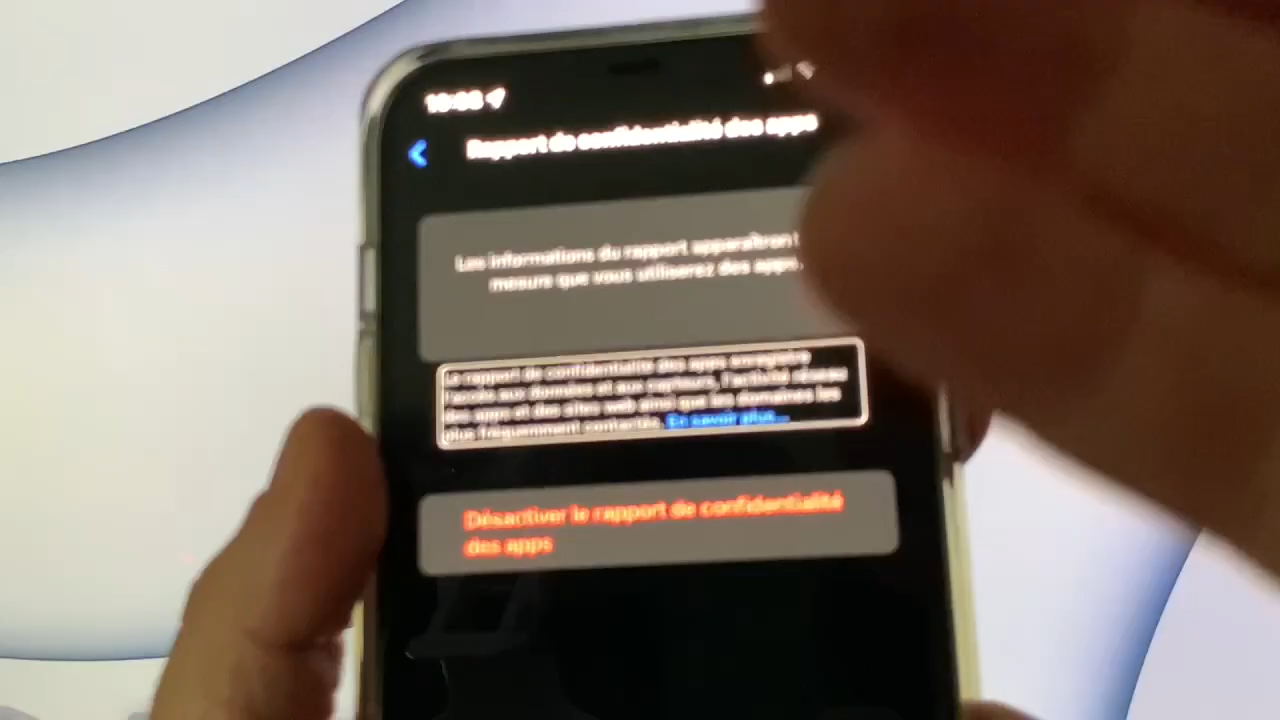 Rapport de confidentialité des apps
Les informations du rapport apparaîtront
mesure que vous utiliserez des apps.
Le rapport de confidentialité des apps enregistre
l'accès aux données et aux capteurs, l'activité réseau
des apps et des sites web ainsi que les domaines les
plus fréquemment contactés. En savoir plus...
Désactiver le rapport de confidentialité
des apps